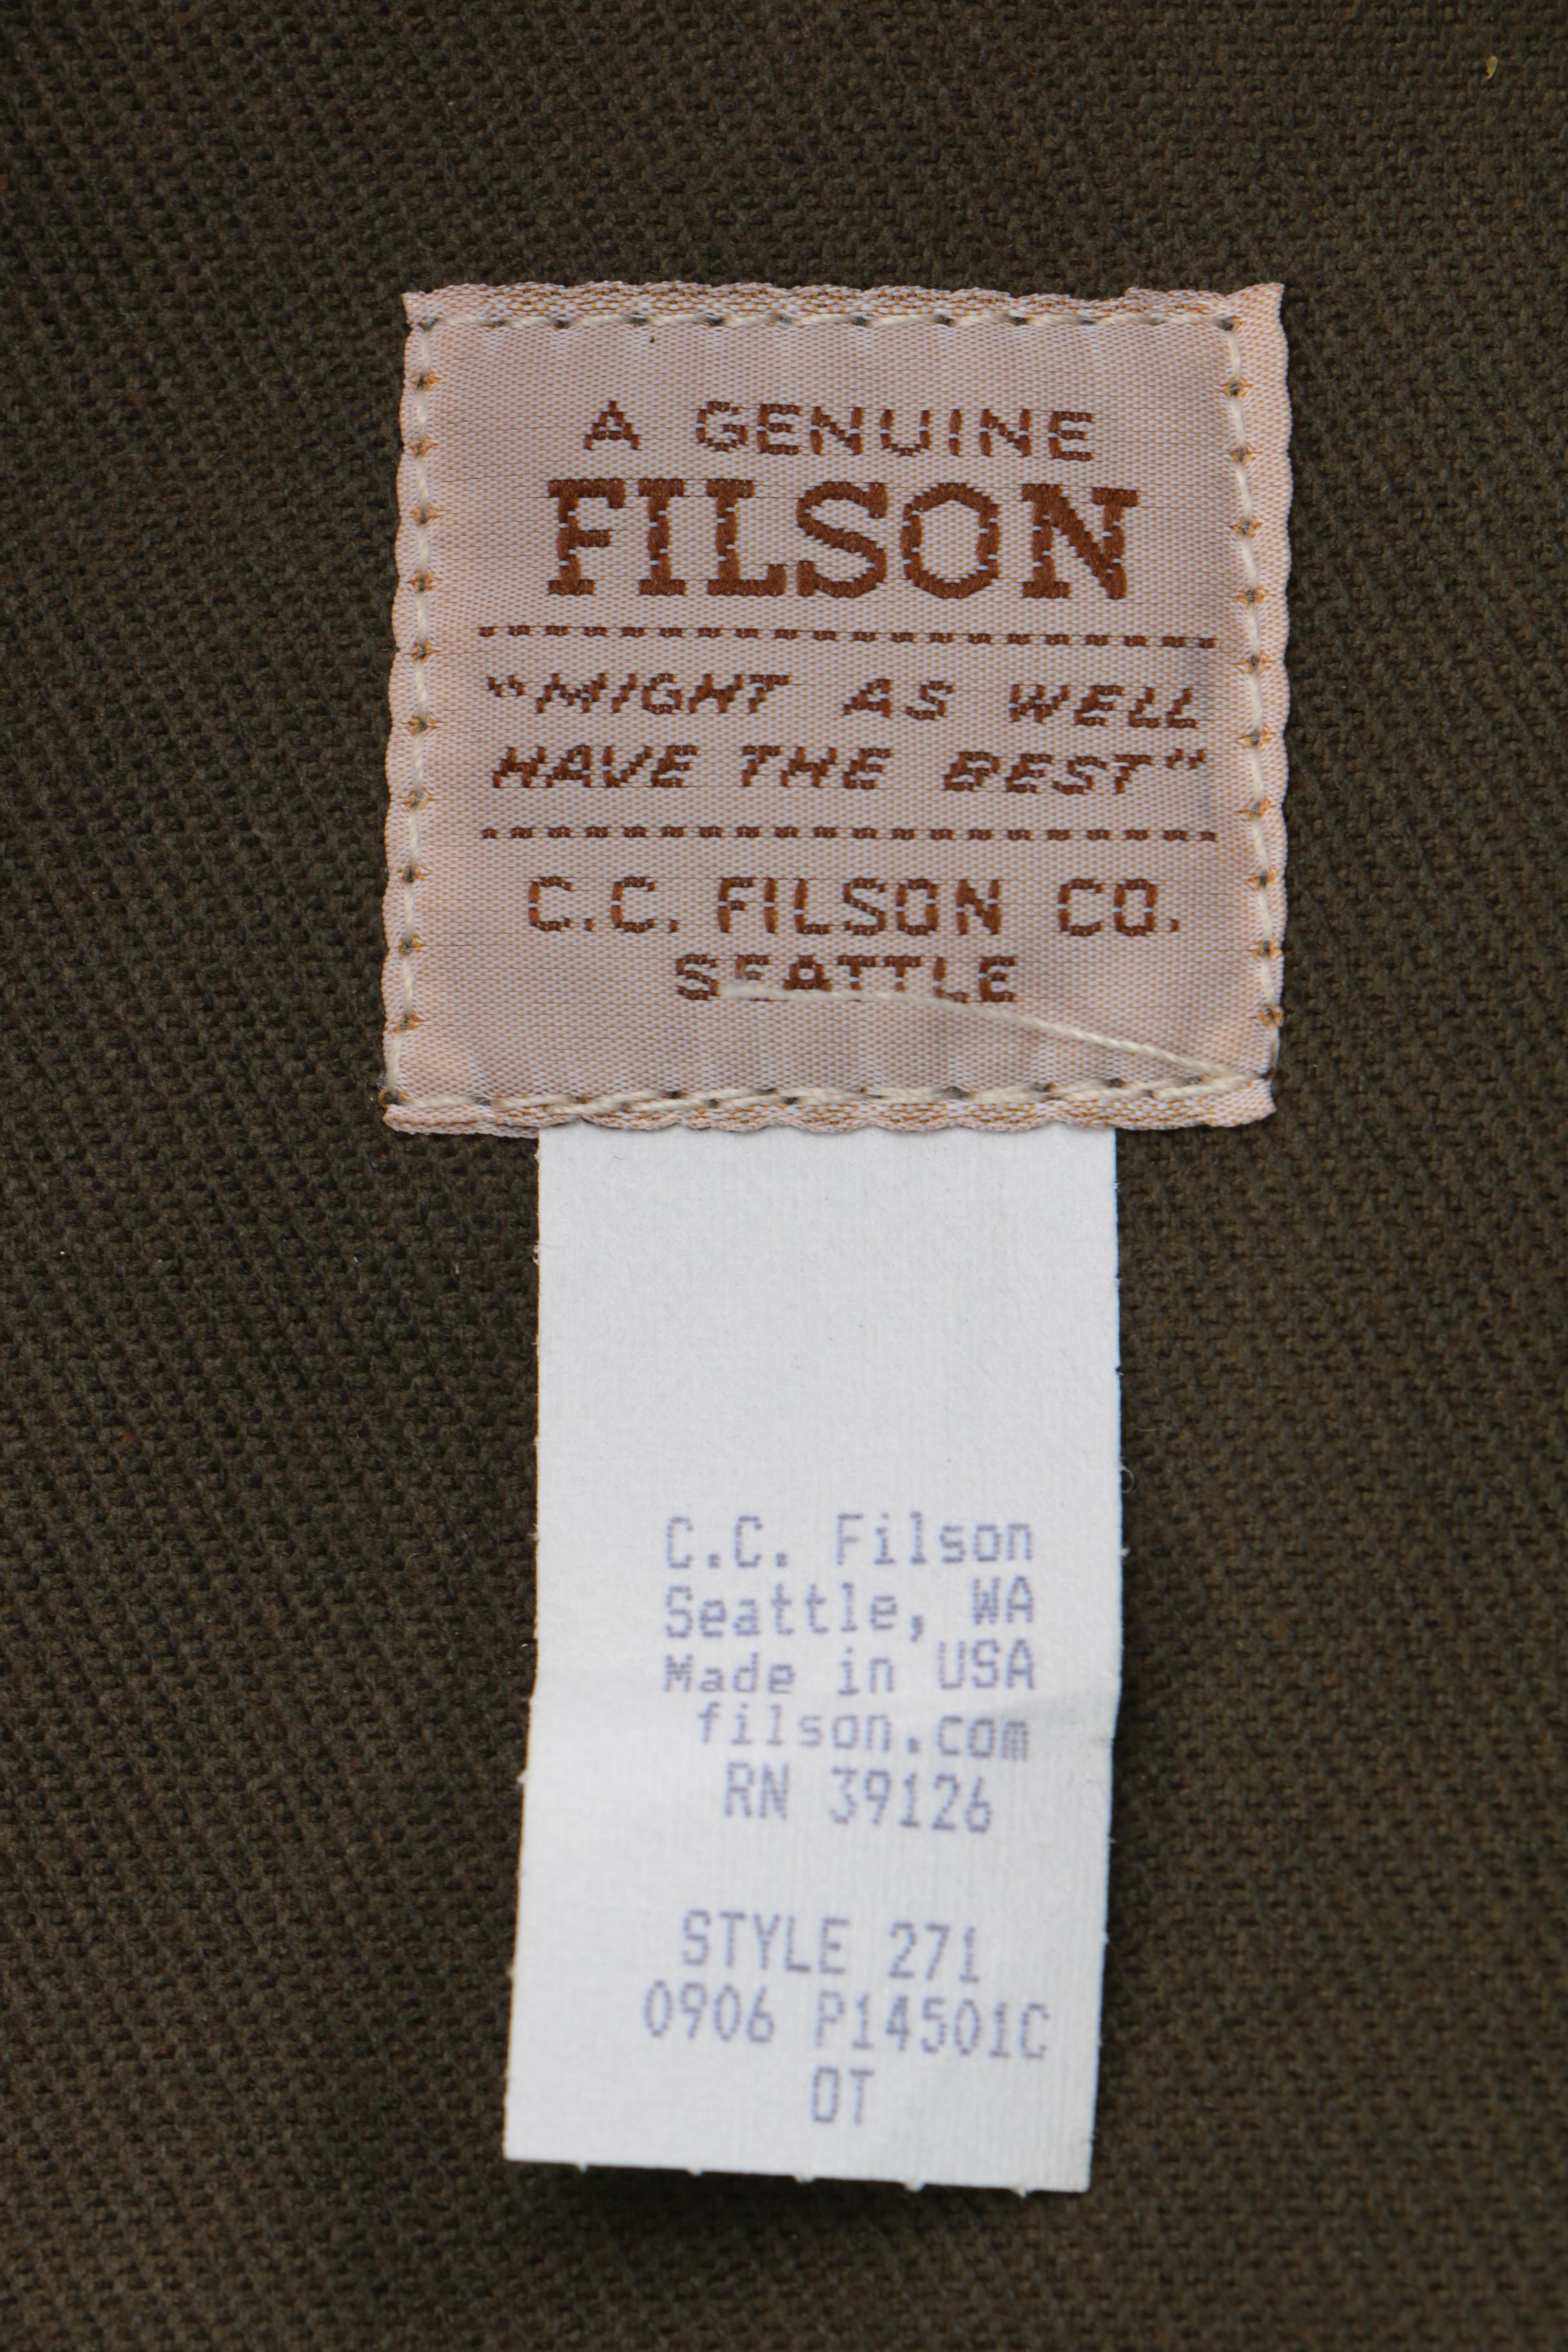 A GENUINE
FILSON
"MIGHT AS WELL
HAVE THE BEST"
C.C. FILSON CO.
SEATTLE
C.C. Filson
Seattle, WA
Made in USA
filson.com
RN 39126
STYLE 271
0906 P14501C
OT